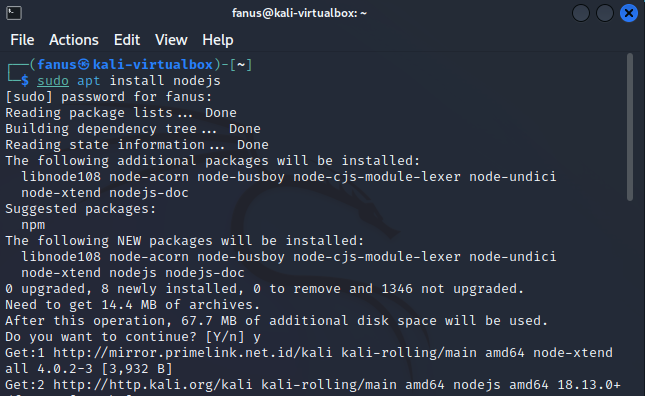 fanus@kali-virtualbox: ~
File Actions Edit View Help
┌──(fanus㉿kali-virtualbox)-[~]
└─$ sudo apt install nodejs
[sudo] password for fanus:
Reading package lists... Done
Building dependency tree... Done
Reading state information... Done
The following additional packages will be installed:
  libnode108 node-acorn node-busboy node-cjs-module-lexer node-undici
  node-xtend nodejs-doc
Suggested packages:
  npm
The following NEW packages will be installed:
  libnode108 node-acorn node-busboy node-cjs-module-lexer node-undici
  node-xtend nodejs nodejs-doc
0 upgraded, 8 newly installed, 0 to remove and 1346 not upgraded.
Need to get 14.4 MB of archives.
After this operation, 67.7 MB of additional disk space will be used.
Do you want to continue? [Y/n] y
Get:1 http://mirror.primelink.net.id/kali kali-rolling/main amd64 node-xtend
all 4.0.2-3 [3,932 B]
Get:2 http://http.kali.org/kali kali-rolling/main amd64 nodejs amd64 18.13.0+